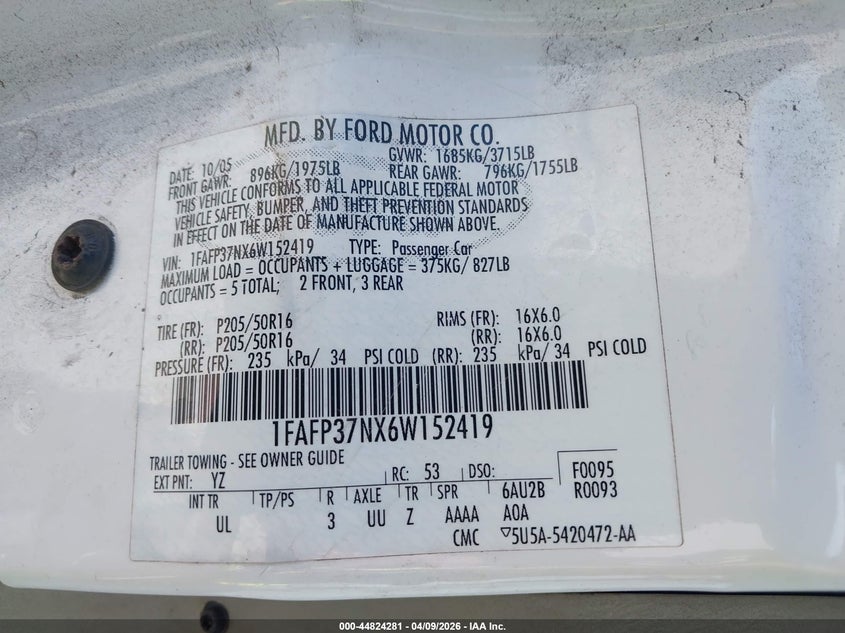 MFD. BY FORD MOTOR CO.
DATE: 10/05 GVWR: 1685KG/3715LB
FRONT GAWR: 896KG/1975LB REAR GAWR: 796KG/1755LB
THIS VEHICLE CONFORMS TO ALL APPLICABLE FEDERAL MOTOR
VEHICLE SAFETY, BUMPER, AND THEFT PREVENTION STANDARDS
IN EFFECT ON THE DATE OF MANUFACTURE SHOWN ABOVE.
VIN: 1FAFP37NX6W152419 TYPE: Passenger Car
MAXIMUM LOAD = OCCUPANTS + LUGGAGE = 375KG/ 827LB
OCCUPANTS = 5 TOTAL; 2 FRONT, 3 REAR
TIRE (FR): P205/50R16 RIMS (FR): 16X6.0
(RR): P205/50R16 (RR): 16X6.0
PRESSURE (FR): 235 kPa/ 34 PSI COLD (RR): 235 kPa/ 34 PSI COLD
1FAFP37NX6W152419
TRAILER TOWING - SEE OWNER GUIDE
EXT PNT: YZ RC: 53 DSO: F0095
INT TR TP/PS R AXLE TR SPR 6AU2B R0093
UL 3 UU Z AAAA A0A
CMC ▽5U5A-5420472-AA
000-44824281 - 04/09/2026 - IAA Inc.